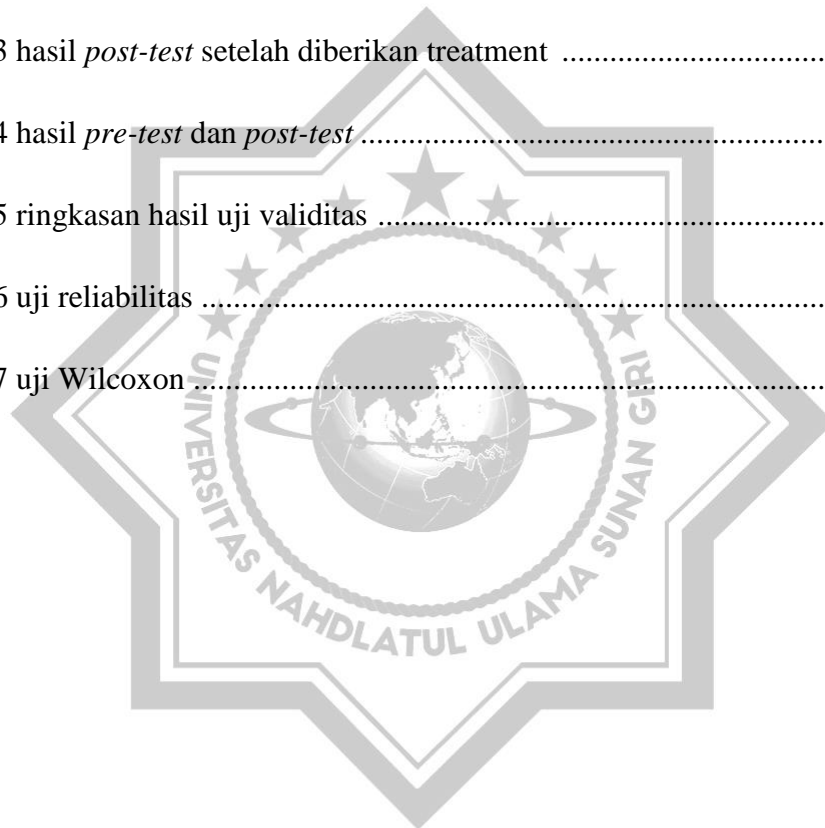 3 hasil post-test setelah diberikan treatment ..................................
4 hasil pre-test dan post-test ............................................................
5 ringkasan hasil uji validitas ..........................................................
6 uji reliabilitas .................................................................................
7 uji Wilcoxon ..................................................................................
UNIVERSITAS NAHDLATUL ULAMA SUNAN GIRI